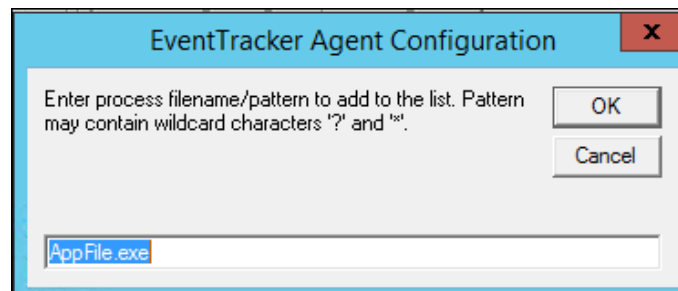 EventTracker Agent Configuration
x
Enter process filename/pattern to add to the list. Pattern
may contain wildcard characters '?' and '*'.
OK
Cancel
AppFile.exe